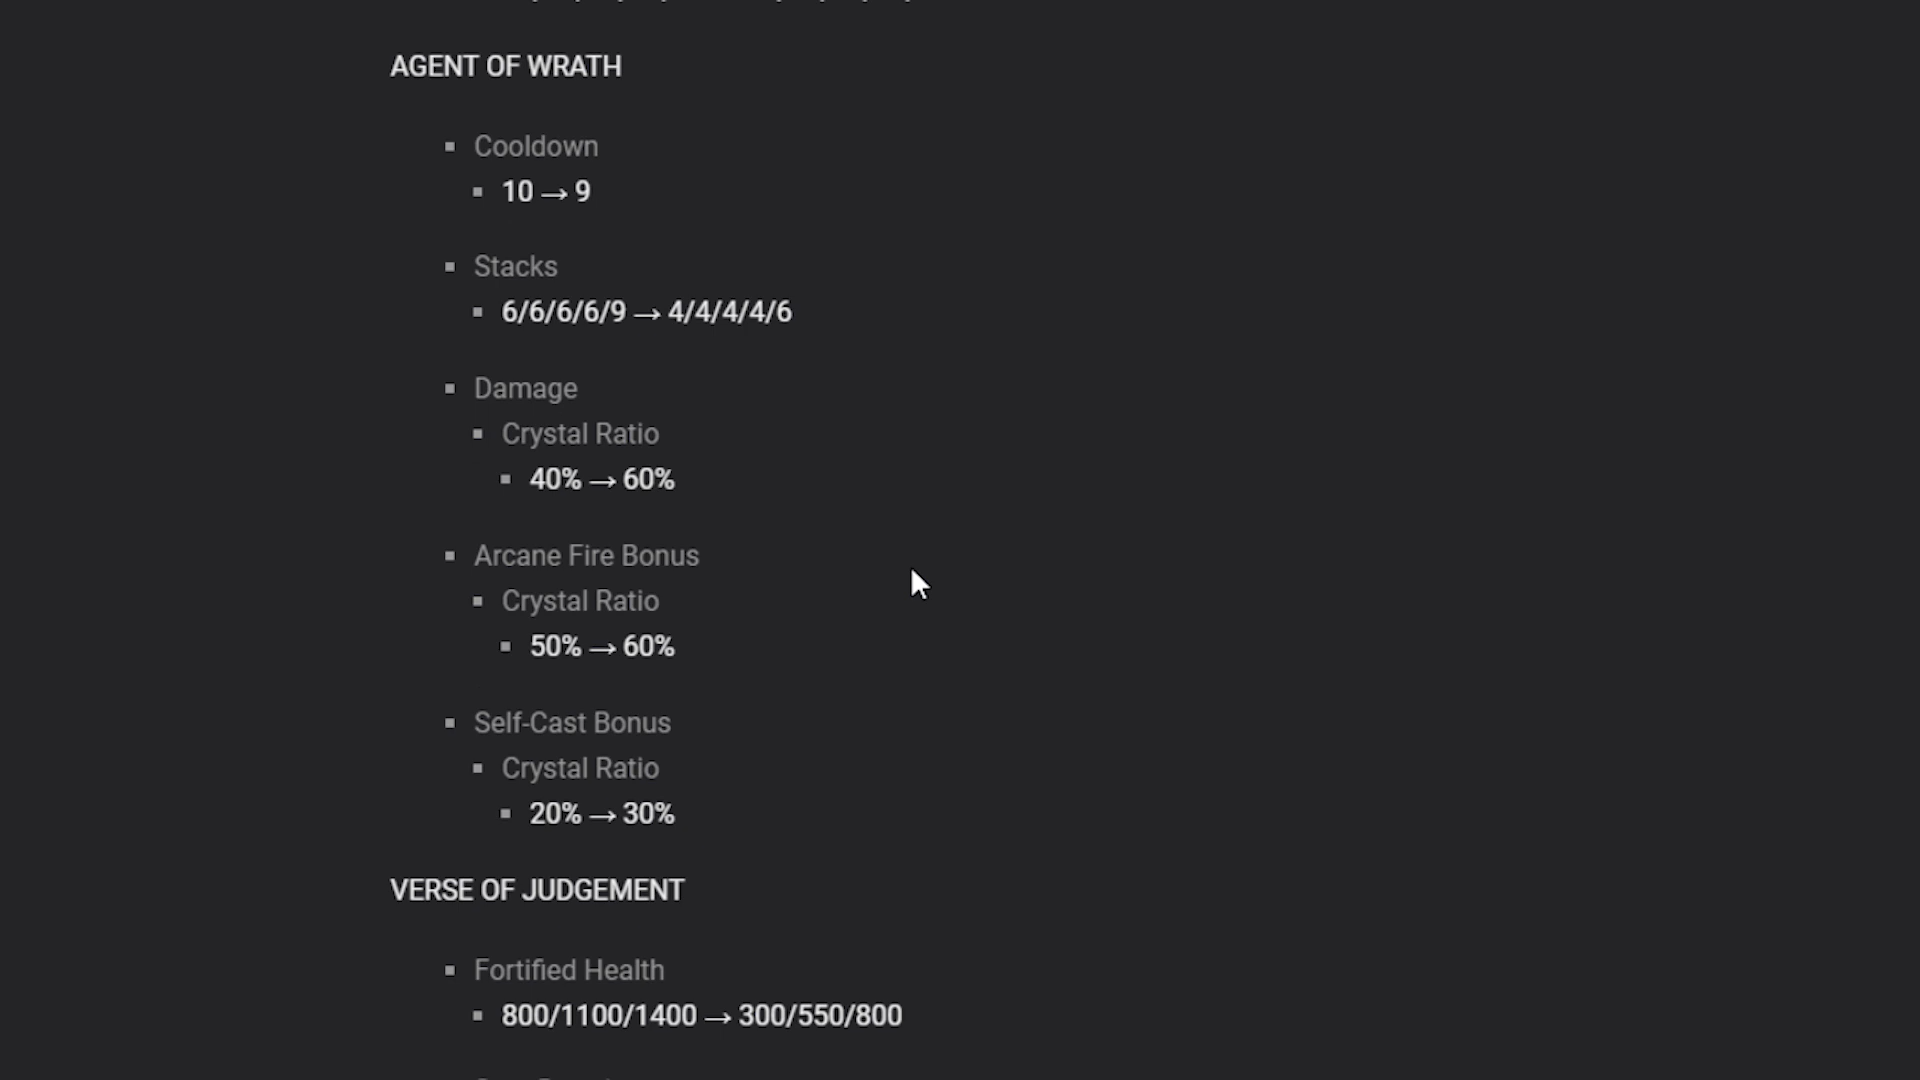 AGENT OF WRATH
▪ Cooldown
▪ 10 → 9
▪ Stacks
▪ 6/6/6/6/9 → 4/4/4/4/6
▪ Damage
▪ Crystal Ratio
▪ 40% → 60%
▪ Arcane Fire Bonus
▪ Crystal Ratio
▪ 50% → 60%
▪ Self-Cast Bonus
▪ Crystal Ratio
▪ 20% → 30%
VERSE OF JUDGEMENT
▪ Fortified Health
▪ 800/1100/1400 → 300/550/800